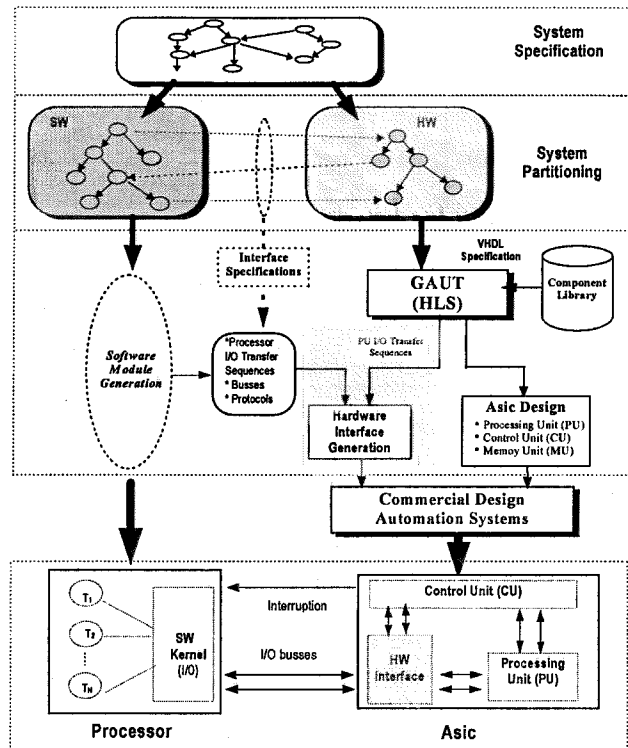 System
Specification
SW
HW
System
Partitioning
Interface
Specifications
VHDL
Specification
GAUT
(HLS)
Component
Library
Software
Module
Generation
*Processor
I/O Transfer
Sequences
* Busses
* Protocols
PU I/O Transfer
Sequences
Hardware
Interface
Generation
Asic Design
* Processing Unit (PU)
* Control Unit (CU)
* Memoy Unit (MU)
Commercial Design
Automation Systems
T1
T2
TN
SW
Kernel
(I/O)
Interruption
I/O busses
Control Unit (CU)
HW
Interface
Processing
Unit (PU)
Processor
Asic